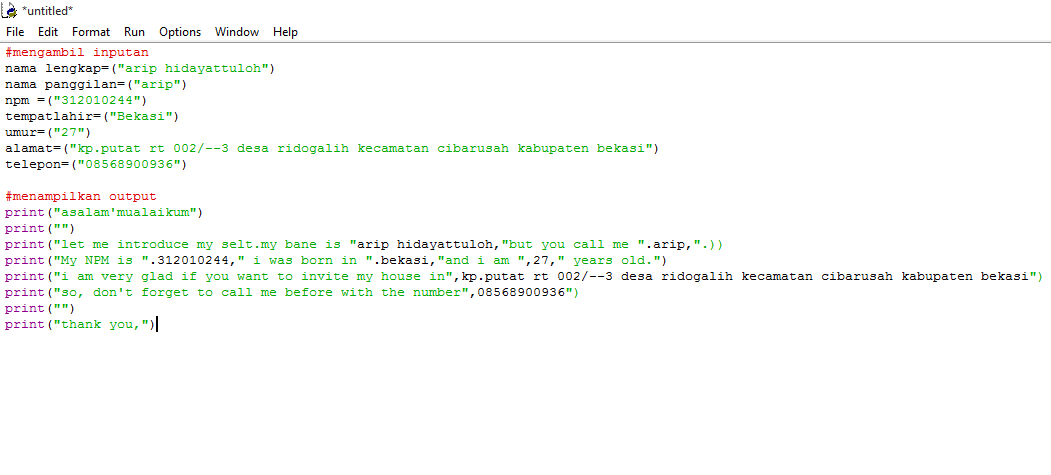 *untitled*
File Edit Format Run Options Window Help
#mengambil inputan
nama lengkap=("arip hidayattuloh")
nama panggilan=("arip")
npm =("312010244")
tempatlahir=("Bekasi")
umur=("27")
alamat=("kp.putat rt 002/--3 desa ridogalih kecamatan cibarusah kabupaten bekasi")
telepon=("08568900936")
#menampilkan output
print("asalam'mualaikum")
print("")
print("let me introduce my selt.my bane is "arip hidayattuloh,"but you call me ".arip,".))
print("My NPM is ".312010244," i was born in ".bekasi,"and i am ",27," years old.")
print("i am very glad if you want to invite my house in",kp.putat rt 002/--3 desa ridogalih kecamatan cibarusah kabupaten bekasi")
print("so, don't forget to call me before with the number",08568900936")
print("")
print("thank you,")